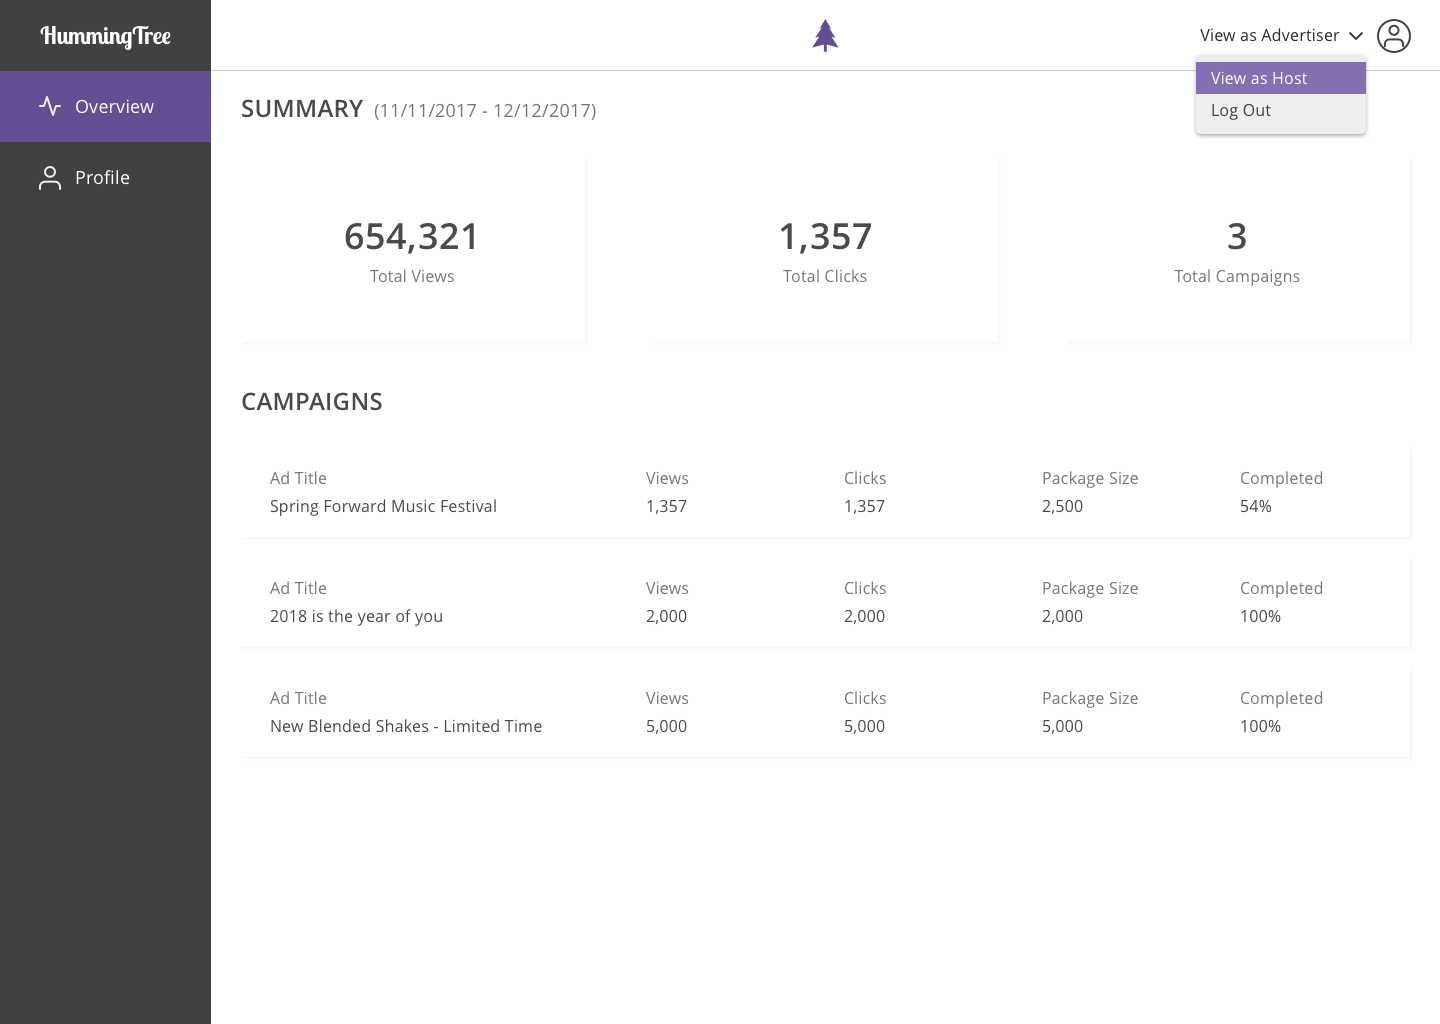 HummingTree
View as Advertiser
View as Host
Log Out
Overview
Profile
SUMMARY (11/11/2017 - 12/12/2017)
654,321
Total Views
1,357
Total Clicks
3
Total Campaigns
CAMPAIGNS
Ad Title Views Clicks Package Size Completed
Spring Forward Music Festival 1,357 1,357 2,500 54%
Ad Title Views Clicks Package Size Completed
2018 is the year of you 2,000 2,000 2,000 100%
Ad Title Views Clicks Package Size Completed
New Blended Shakes - Limited Time 5,000 5,000 5,000 100%